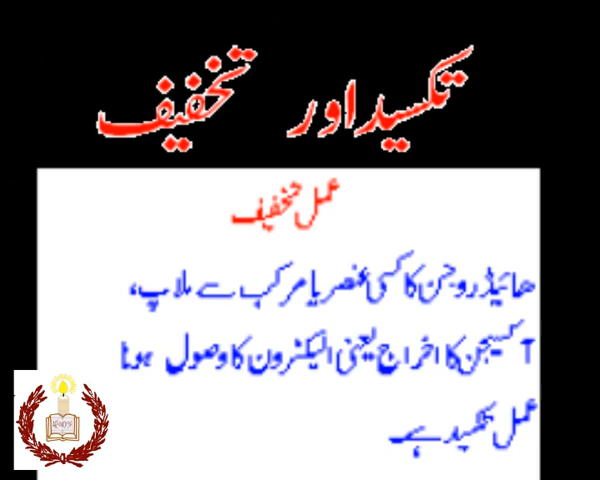 تکسید اور تخفیف
عمل تخفیف
ھائیڈروجن کا کسی عنصر یا مرکب سے ملاپ،
آکسیجن کا اخراج یعنی الیکٹرون کا وصول ہونا
عمل تکسید ہے۔